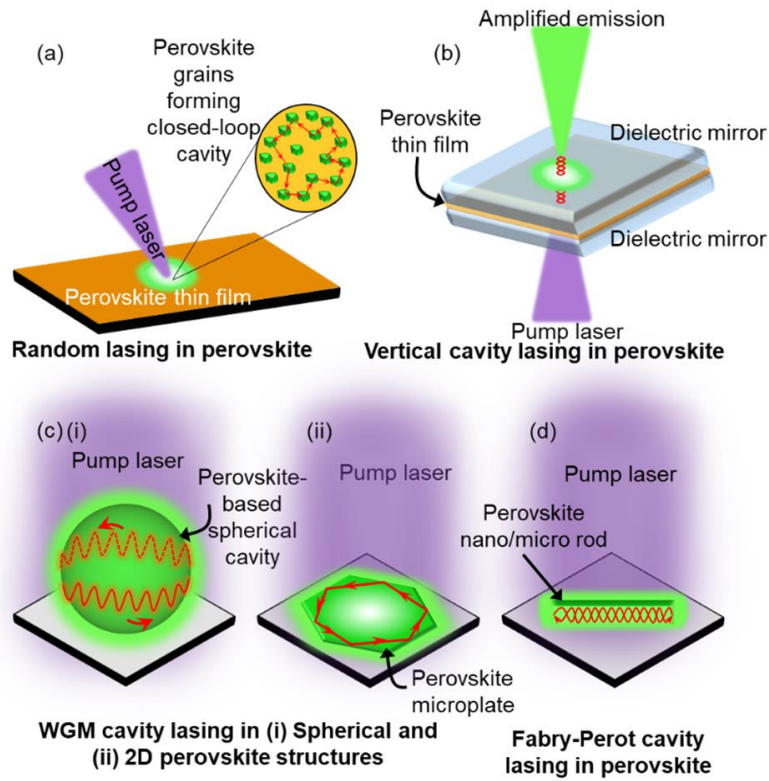 (a)
Perovskite
grains
forming
closed-loop
cavity
Pump laser
Perovskite thin film
Random lasing in perovskite
Amplified emission
(b)
Perovskite
thin film
Dielectric mirror
Dielectric mirror
Pump laser
Vertical cavity lasing in perovskite
(c) (i)
Pump laser
Perovskite-
based
spherical
cavity
(ii)
Pump laser
Perovskite
microplate
WGM cavity lasing in (i) Spherical and
(ii) 2D perovskite structures
(d)
Pump laser
Perovskite
nano/micro rod
Fabry-Perot cavity
lasing in perovskite